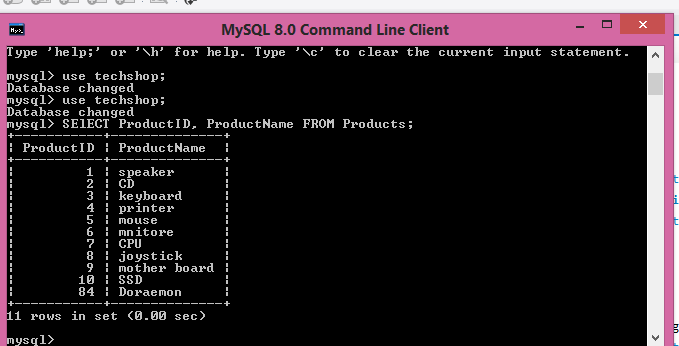 MySQL 8.0 Command Line Client
Type 'help;' or '\h' for help. Type '\c' to clear the current input statement.
mysql> use techshop;
Database changed
mysql> use techshop;
Database changed
mysql> SElECT ProductID, ProductName FROM Products;
+-----------+--------------+
| ProductID | ProductName  |
+-----------+--------------+
|         1 | speaker      |
|         2 | CD           |
|         3 | keyboard     |
|         4 | printer      |
|         5 | mouse        |
|         6 | mnitore      |
|         7 | CPU          |
|         8 | joystick     |
|         9 | mother board |
|        10 | SSD          |
|        84 | Doraemon     |
+-----------+--------------+
11 rows in set (0.00 sec)
mysql>